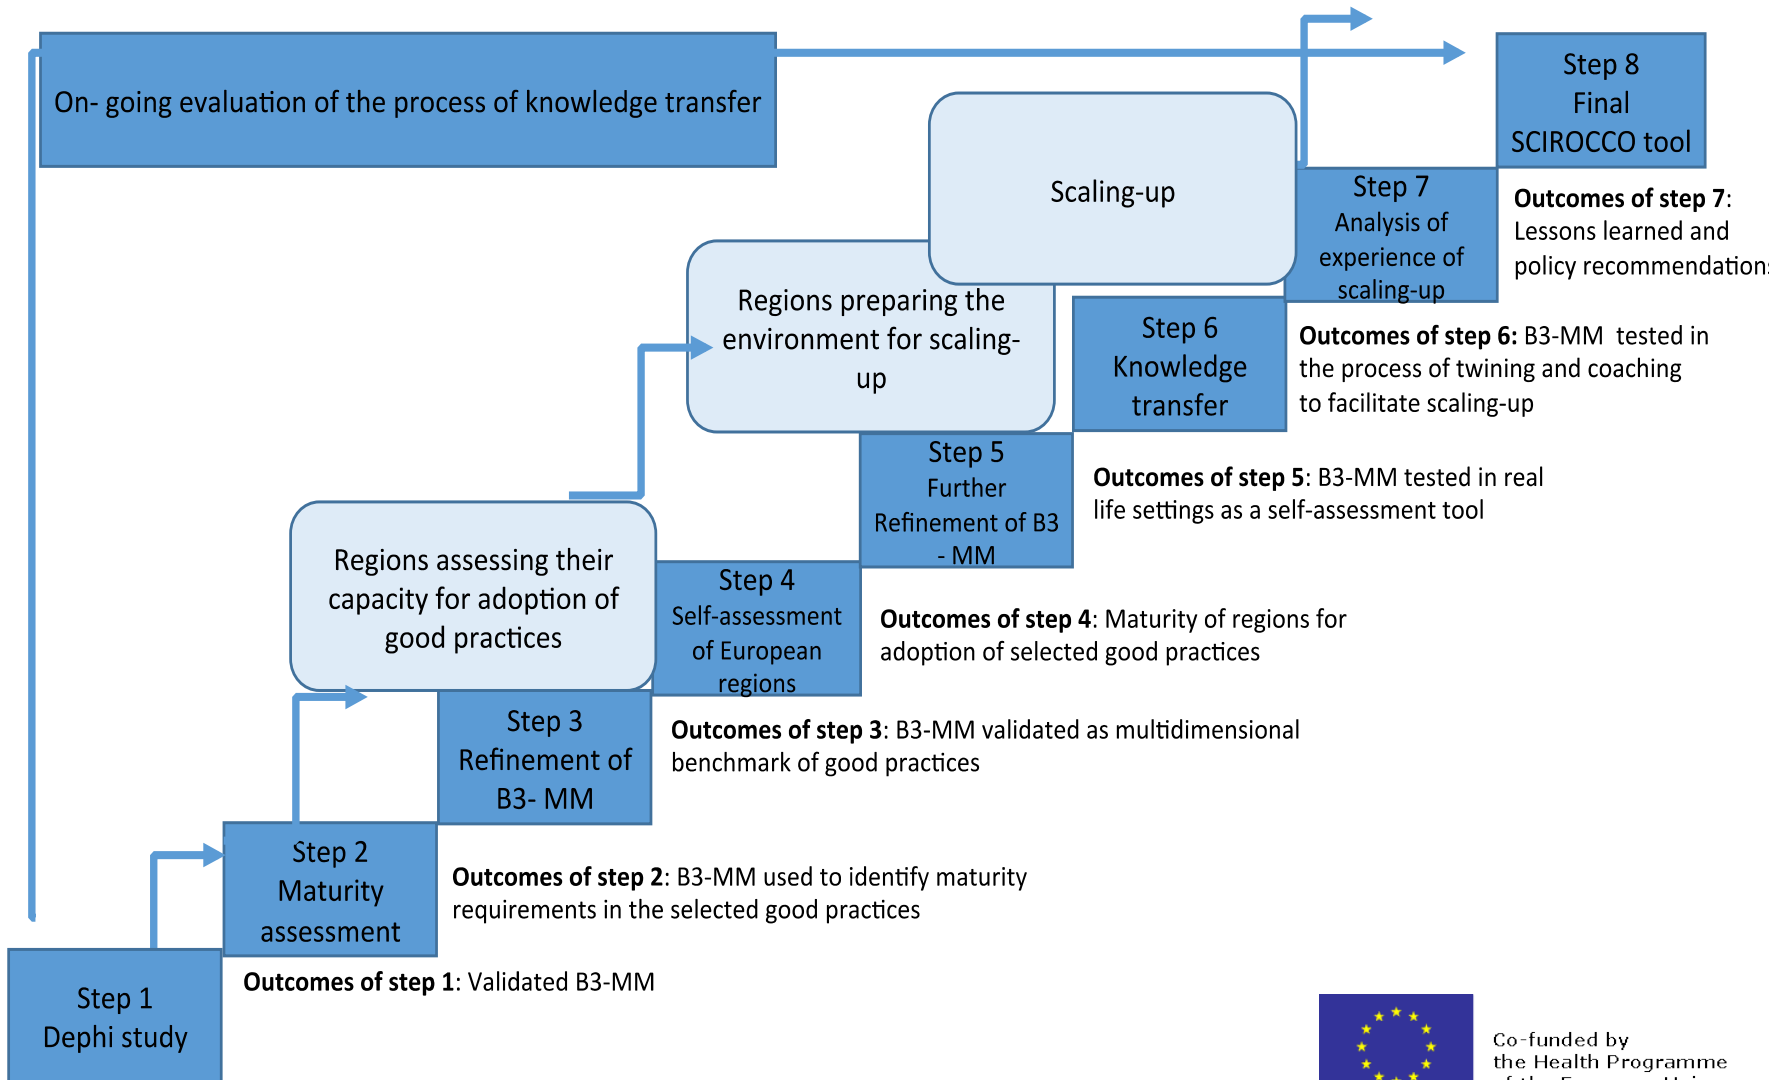 On- going evaluation of the process of knowledge transfer
Step 8
Final
SCIROCCO tool
Scaling-up
Step 7
Analysis of
experience of
scaling-up
Outcomes of step 7:
Lessons learned and
policy recommendations
Regions preparing the
environment for scaling-
up
Step 6
Knowledge
transfer
Outcomes of step 6: B3-MM tested in
the process of twining and coaching
to facilitate scaling-up
Step 5
Further
Refinement of B3
- MM
Outcomes of step 5: B3-MM tested in real
life settings as a self-assessment tool
Regions assessing their
capacity for adoption of
good practices
Step 4
Self-assessment
of European
regions
Outcomes of step 4: Maturity of regions for
adoption of selected good practices
Step 3
Refinement of
B3- MM
Outcomes of step 3: B3-MM validated as multidimensional
benchmark of good practices
Step 2
Maturity
assessment
Outcomes of step 2: B3-MM used to identify maturity
requirements in the selected good practices
Step 1
Dephi study
Outcomes of step 1: Validated B3-MM
Co-funded by
the Health Programme
of the European Union